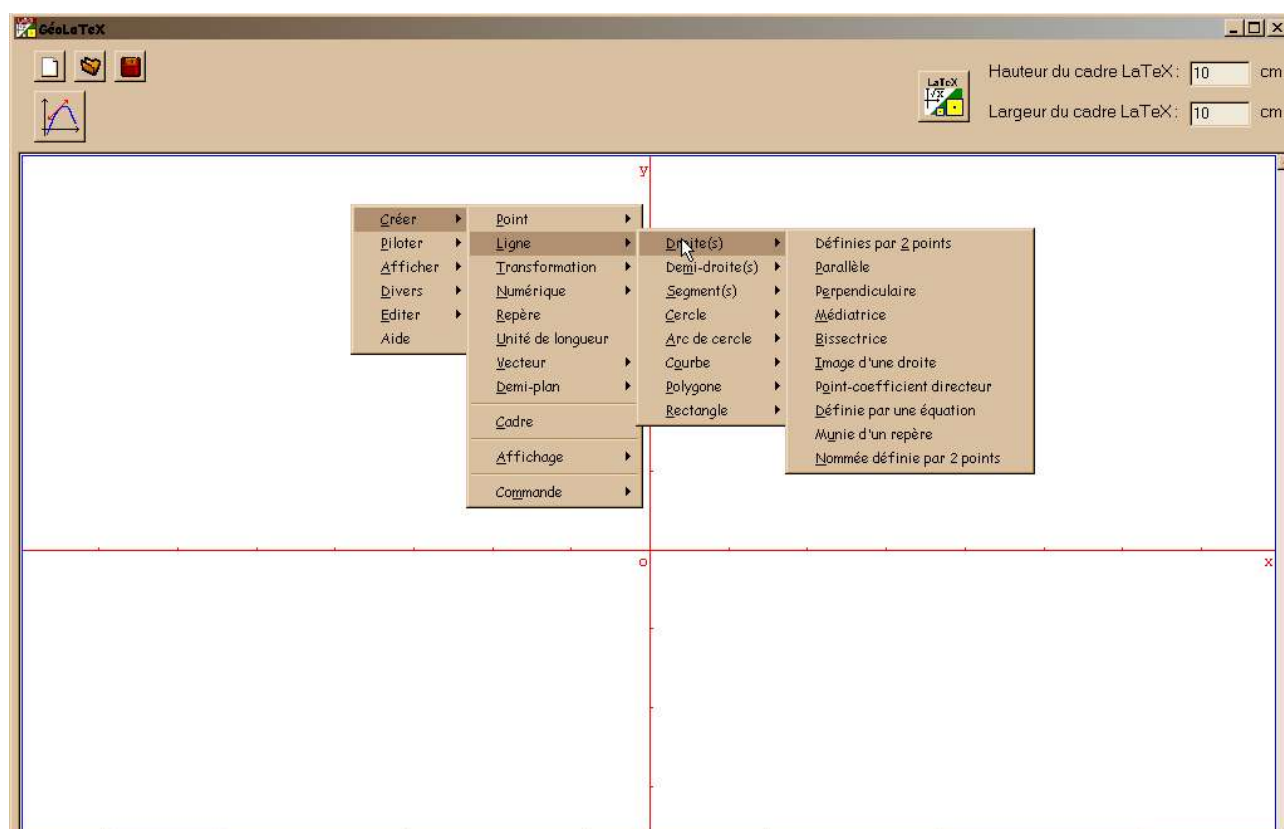 GéoLaTeX
LaTeX
√X
Hauteur du cadre LaTeX: 10 cm
Largeur du cadre LaTeX: 10 cm
y
Créer
Piloter
Afficher
Divers
Editer
Aide
Point
Ligne
Transformation
Numérique
Repère
Unité de longueur
Vecteur
Demi-plan
Cadre
Affichage
Commande
Droite(s)
Demi-droite(s)
Segment(s)
Cercle
Arc de cercle
Courbe
Polygone
Rectangle
Définies par 2 points
Parallèle
Perpendiculaire
Médiatrice
Bissectrice
Image d'une droite
Point-coefficient directeur
Définie par une équation
Munie d'un repère
Nommée définie par 2 points
o
x